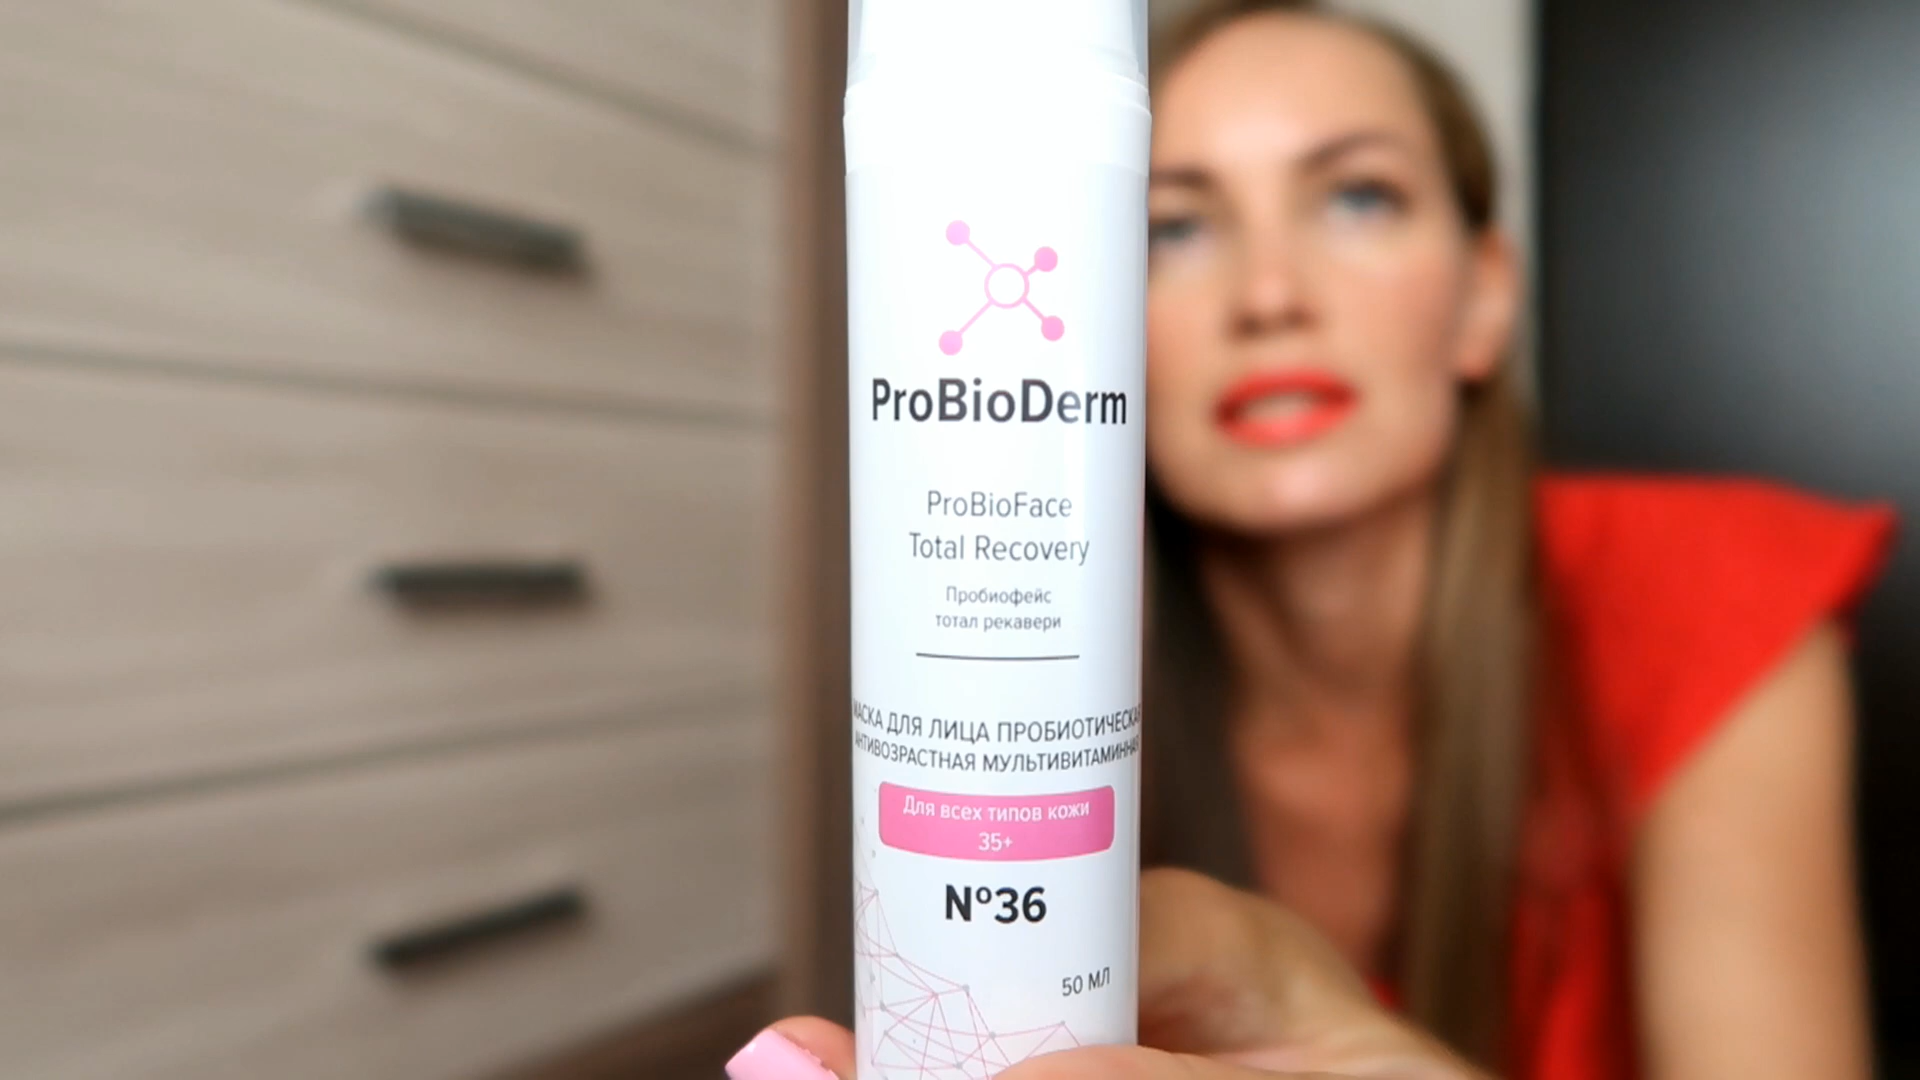 ProBioDerm
ProBioFace
Total Recovery
Пробиофейс
тотал рекавери
МАСКА ДЛЯ ЛИЦА ПРОБИОТИЧЕСКАЯ
АНТИВОЗРАСТНАЯ МУЛЬТИВИТАМИННАЯ
Для всех типов кожи
35+
Nº36
50 МЛ